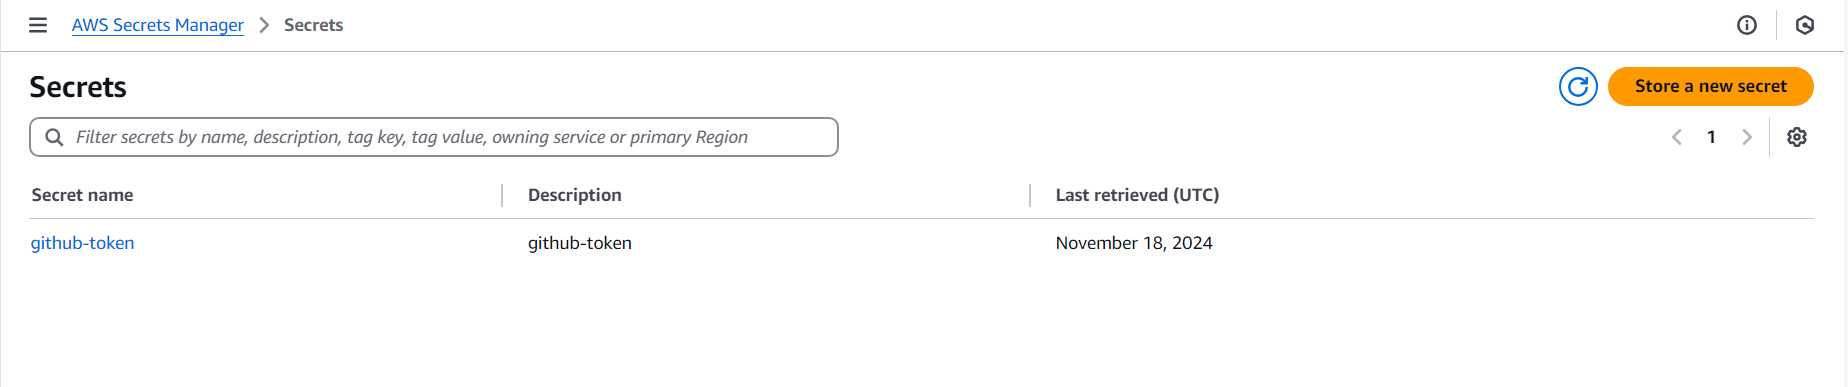 AWS Secrets Manager > Secrets
Secrets
Store a new secret
Filter secrets by name, description, tag key, tag value, owning service or primary Region
1
Secret name Description Last retrieved (UTC)
github-token github-token November 18, 2024